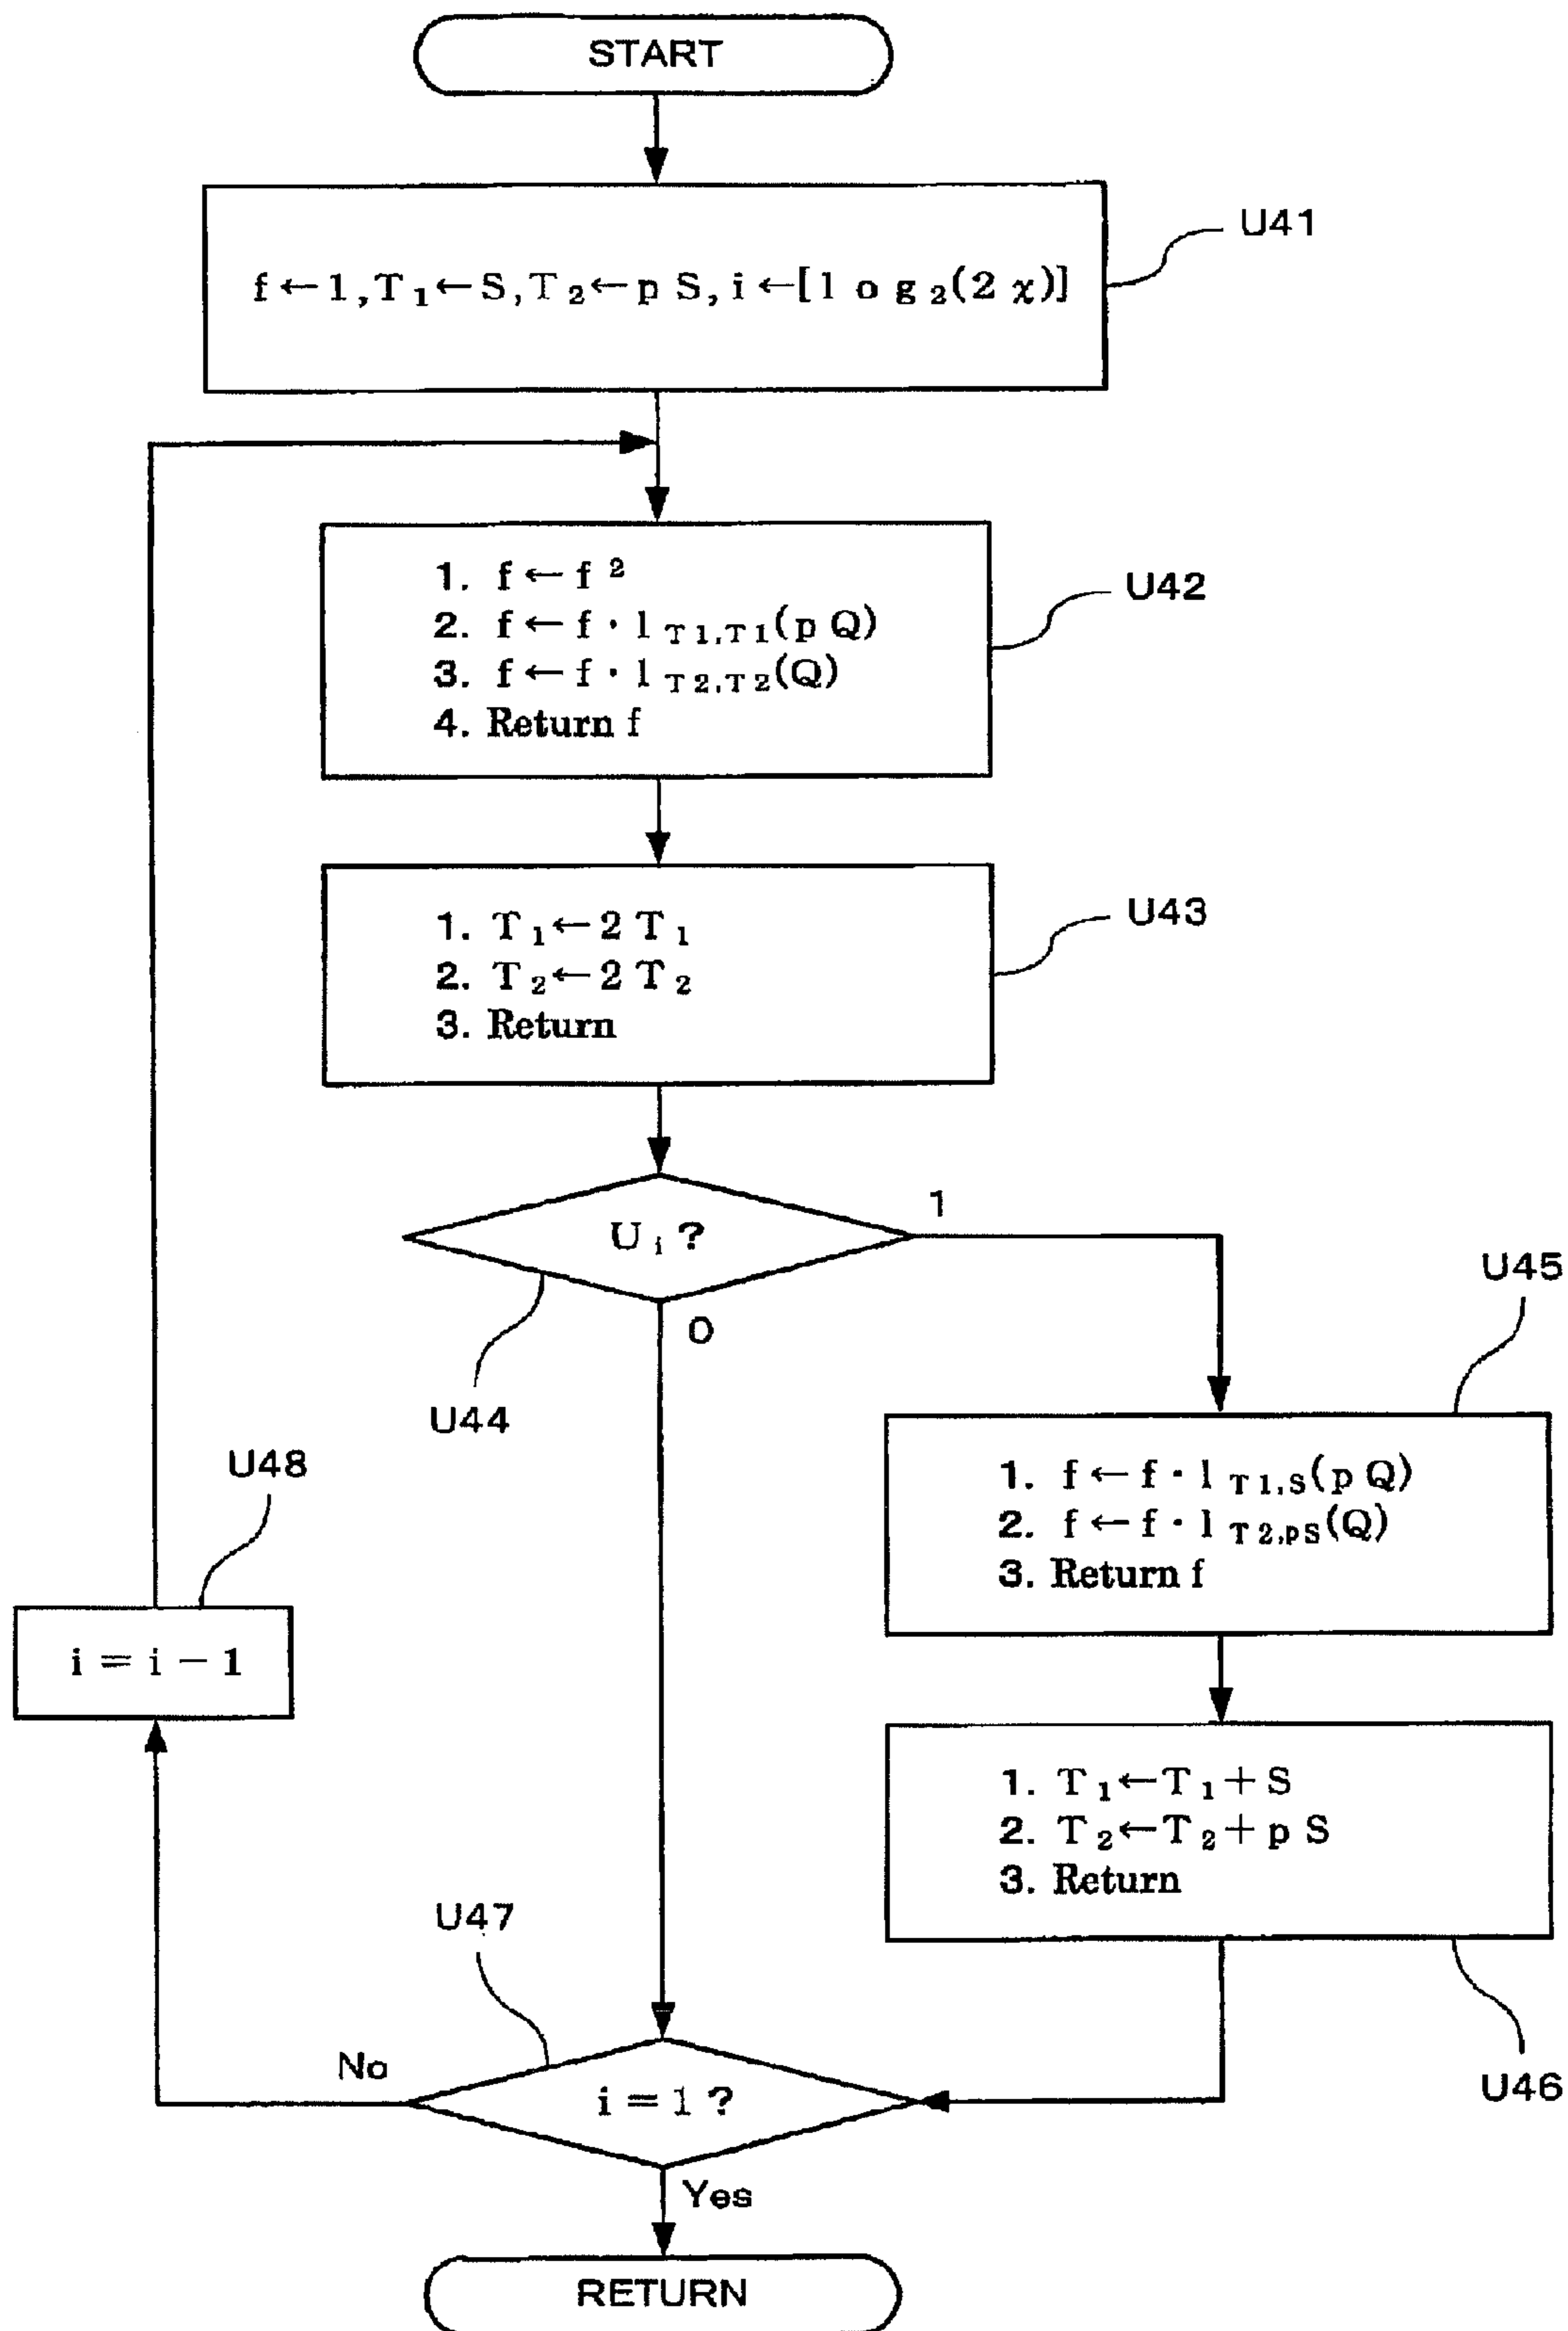 START
f←1,T₁←S,T₂←pS,i←[log₂(2χ)]
U41
1. f←f²
2. f←f・l T1,T1(pQ)
3. f←f・l T2,T2(Q)
4. Return f
U42
1. T₁←2T₁
2. T₂←2T₂
3. Return
U43
Uᵢ?
1
0
U44
U45
1. f←f・l T1,S(pQ)
2. f←f・l T2,pS(Q)
3. Return f
U48
i=i−1
1. T₁←T₁+S
2. T₂←T₂+pS
3. Return
U46
U47
No
i=1?
Yes
RETURN